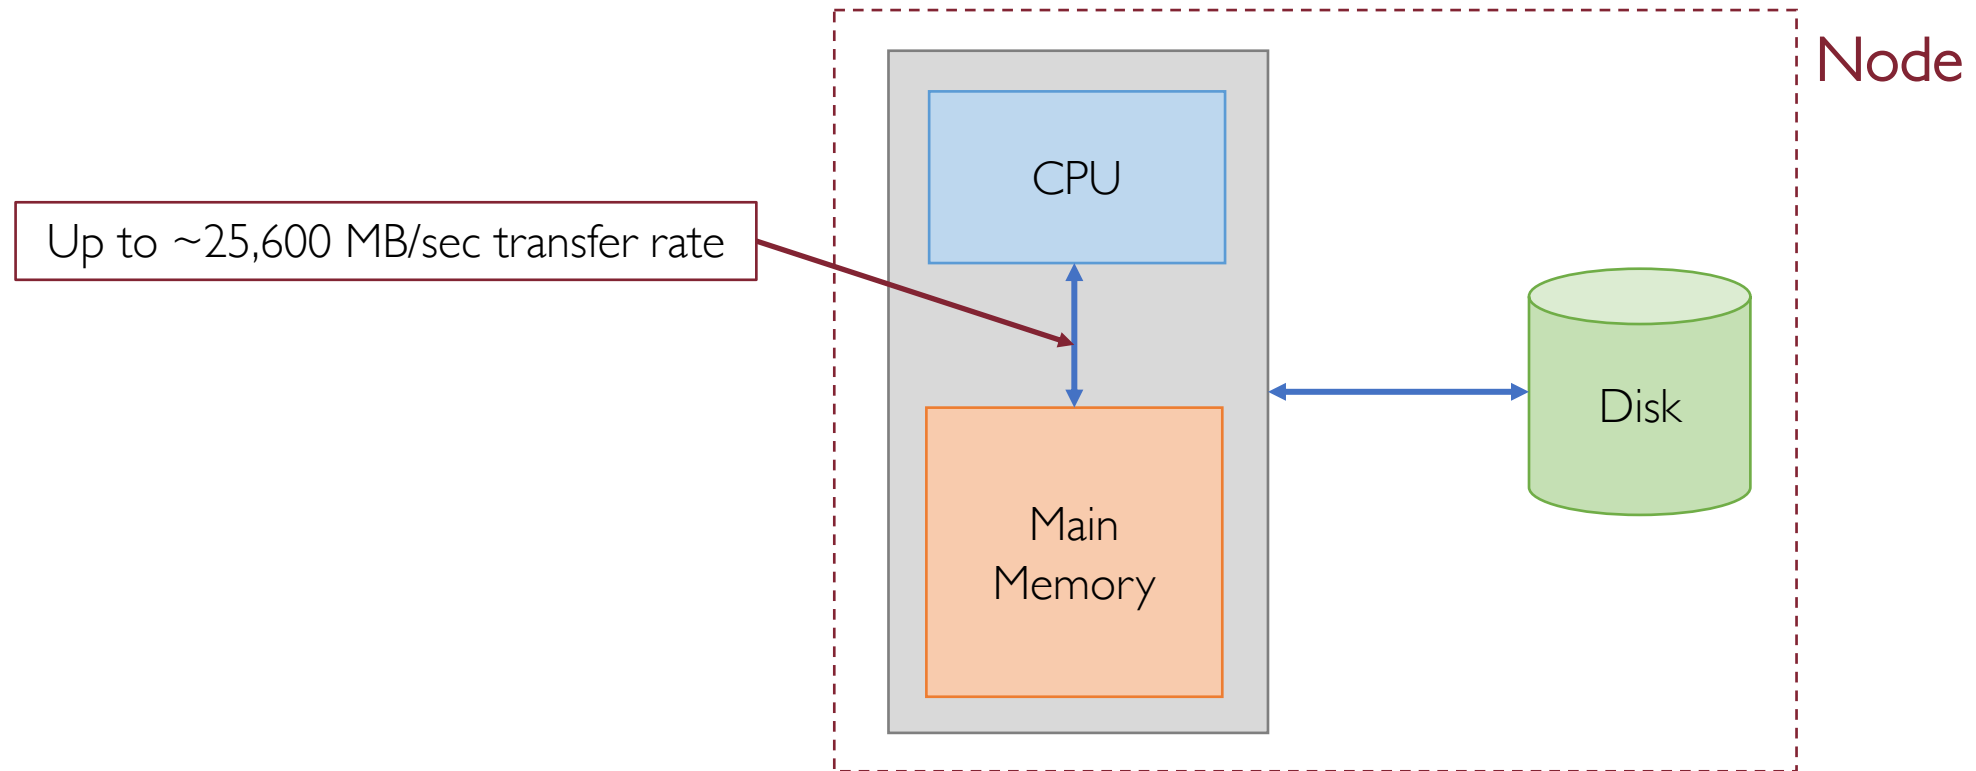 Node
CPU
Up to ~25,600 MB/sec transfer rate
Disk
Main
Memory